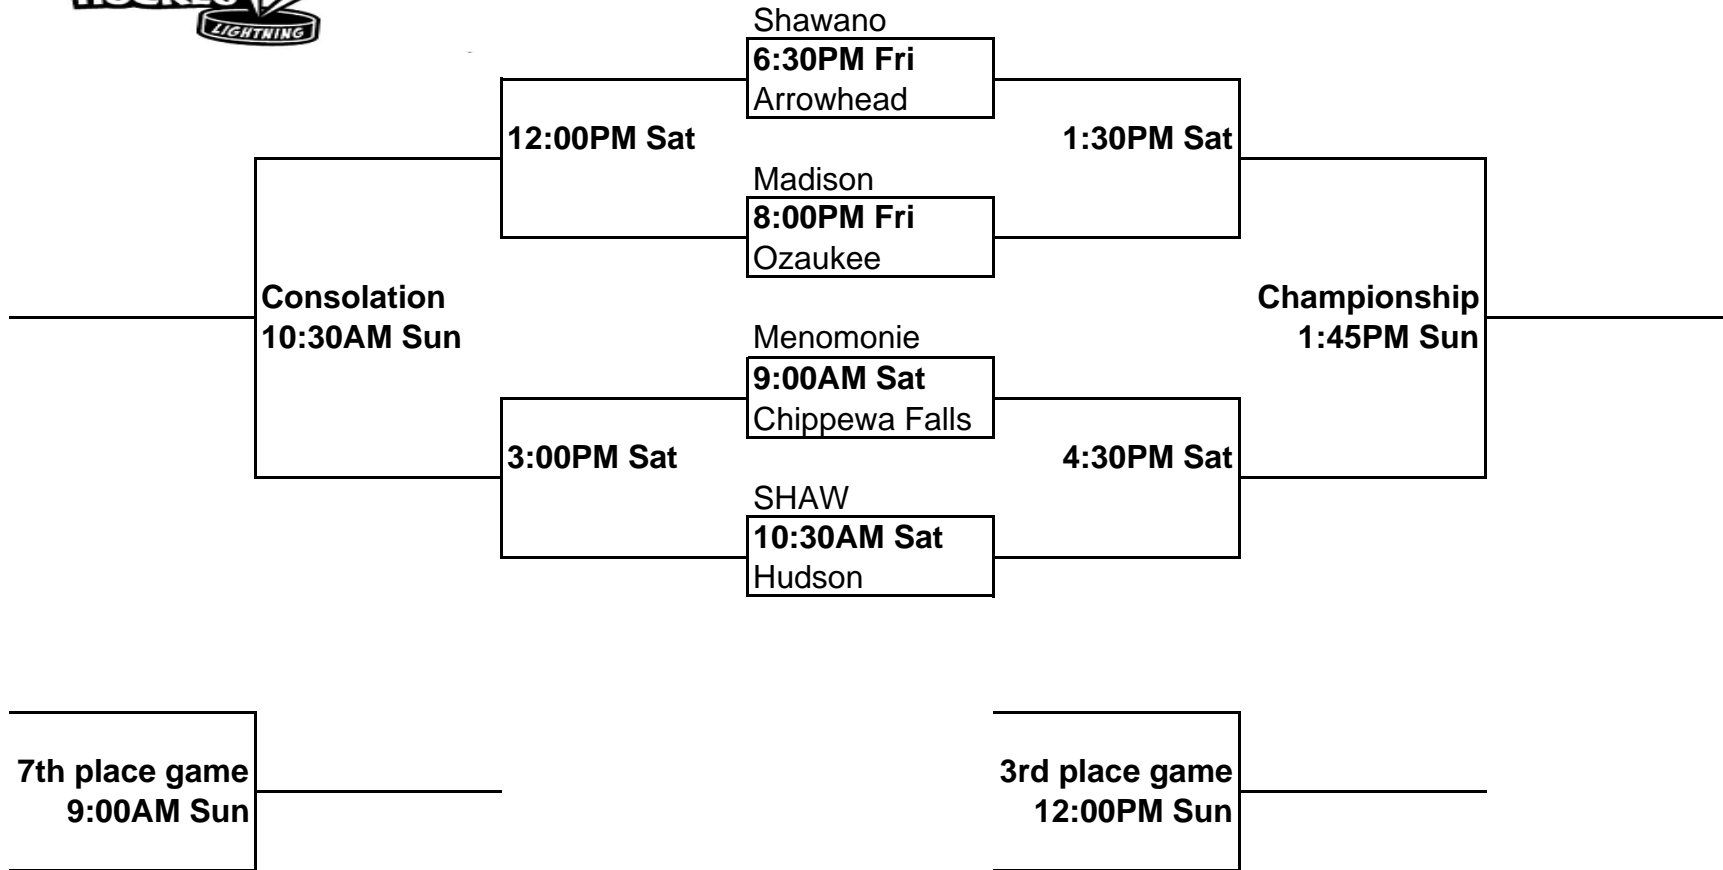 LIGHTNING
Shawano
6:30PM Fri
Arrowhead
12:00PM Sat
1:30PM Sat
Madison
8:00PM Fri
Ozaukee
Consolation
10:30AM Sun
Championship
1:45PM Sun
Menomonie
9:00AM Sat
Chippewa Falls
3:00PM Sat
4:30PM Sat
SHAW
10:30AM Sat
Hudson
7th place game
9:00AM Sun
3rd place game
12:00PM Sun